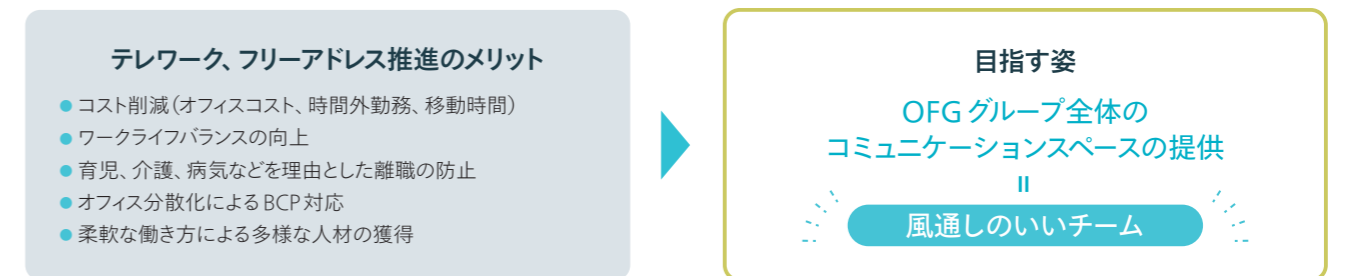 テレワーク、フリーアドレス推進のメリット
● コスト削減（オフィスコスト、時間外勤務、移動時間）
● ワークライフバランスの向上
● 育児、介護、病気などを理由とした離職の防止
● オフィス分散化によるBCP対応
● 柔軟な働き方による多様な人材の獲得
目指す姿
OFGグループ全体の
コミュニケーションスペースの提供
=
風通しのいいチーム